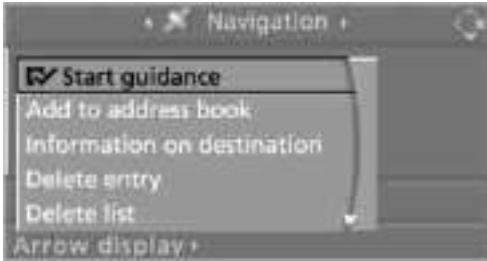 Navigation
Start guidance
Add to address book
Information on destination
Delete entry
Delete list
Arrow display